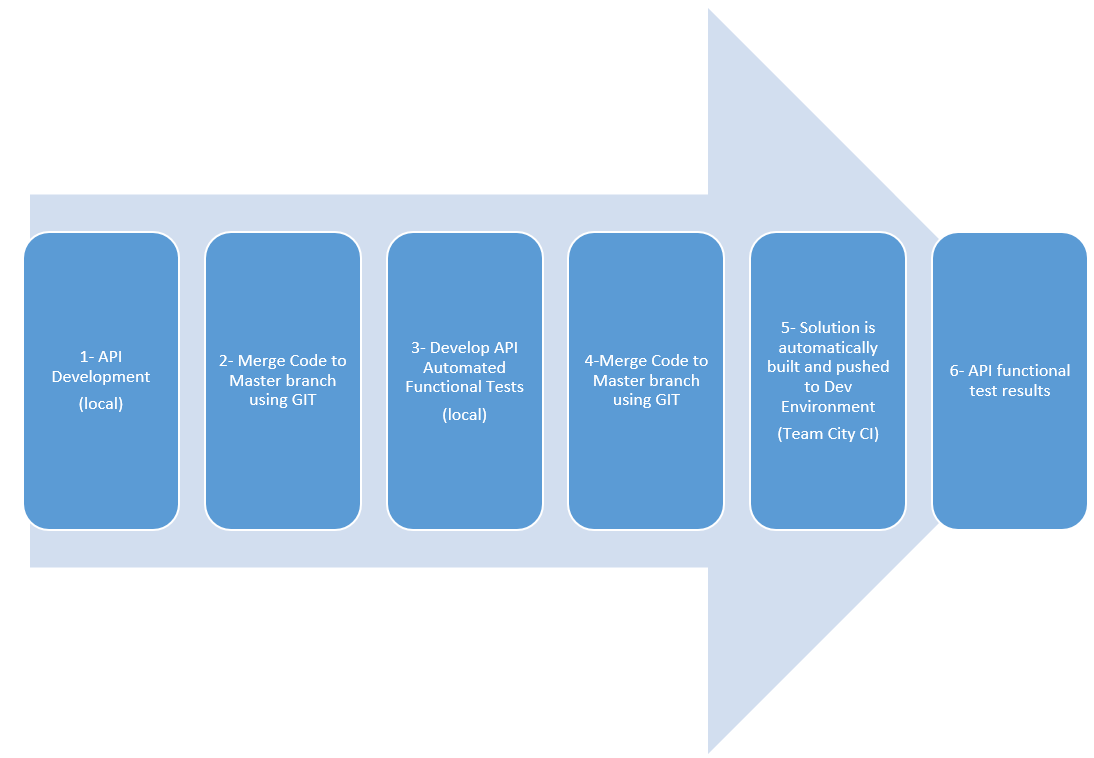 1- API
Development
(local)
2- Merge Code to
Master branch
using GIT
3- Develop API
Automated
Functional Tests
(local)
4-Merge Code to
Master branch
using GIT
5- Solution is
automatically
built and pushed
to Dev
Environment
(Team City CI)
6- API functional
test results